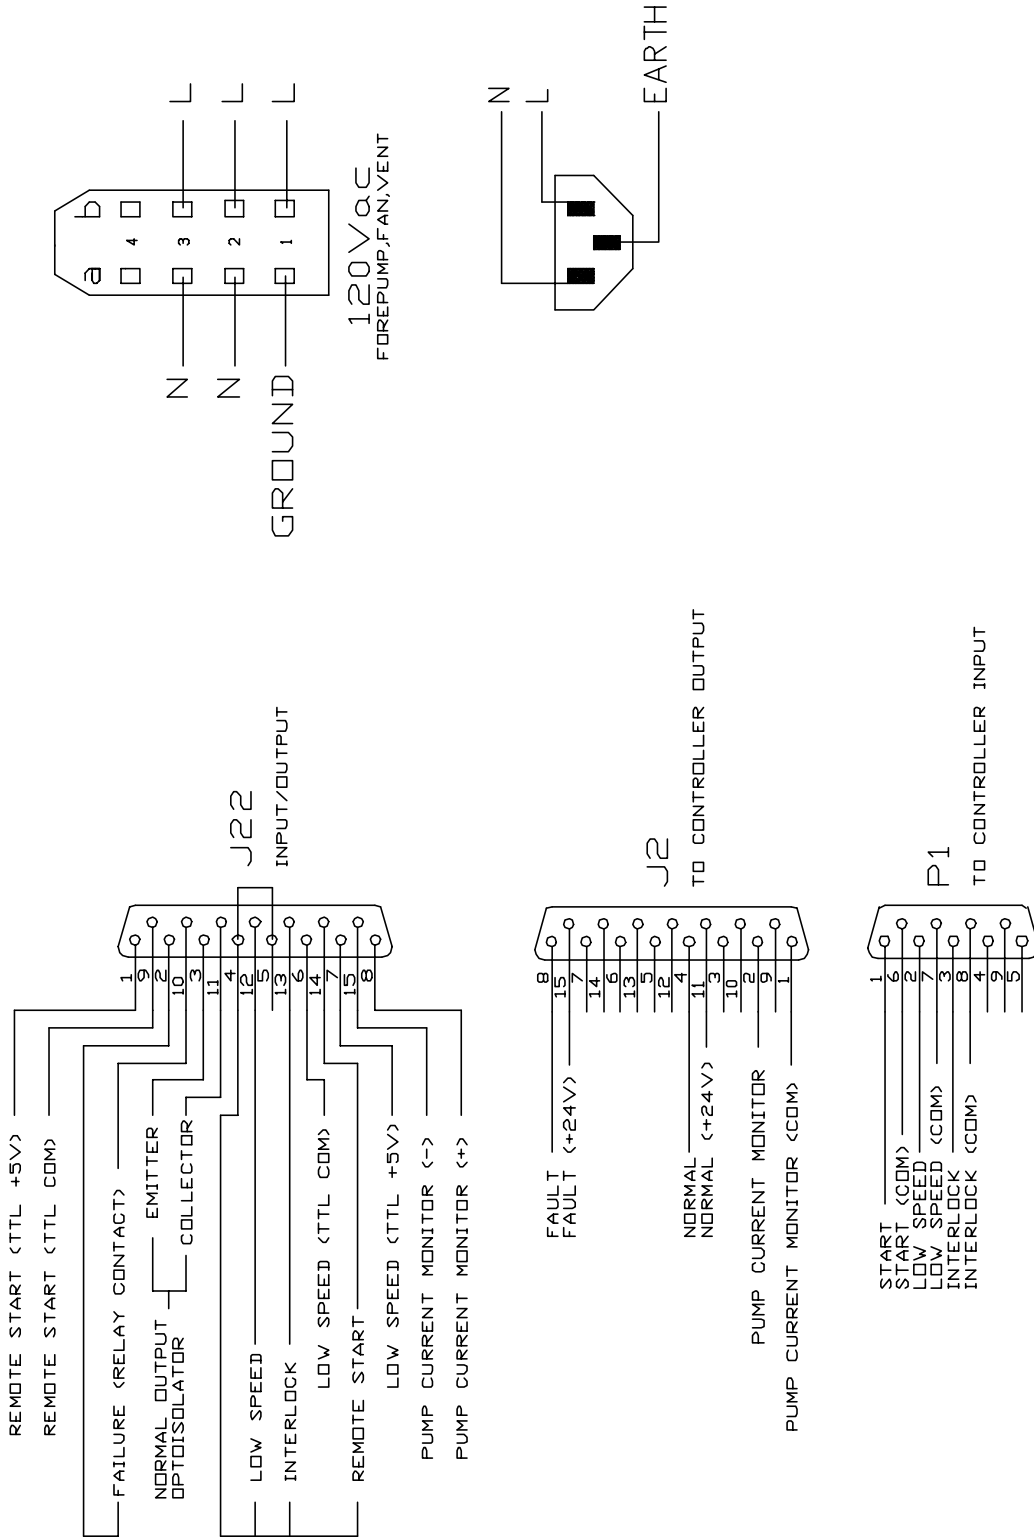 REMOTE START (TTL +5V)
REMOTE START (TTL COM)
FAILURE (RELAY CONTACT)
NORMAL OUTPUT
OPTOISOLATOR
EMITTER
COLLECTOR
LOW SPEED
INTERLOCK
LOW SPEED (TTL COM)
REMOTE START
LOW SPEED (TTL +5V)
PUMP CURRENT MONITOR (-)
PUMP CURRENT MONITOR (+)
1
9
2
10
3
11
4
12
5
13
6
14
7
15
8
J22
INPUT/OUTPUT
FAULT
FAULT (+24V)
NORMAL
NORMAL (+24V)
PUMP CURRENT MONITOR
PUMP CURRENT MONITOR (COM)
8
15
7
14
6
13
5
12
4
11
3
10
2
9
1
J2
TO CONTROLLER OUTPUT
START
START (COM)
LOW SPEED
LOW SPEED (COM)
INTERLOCK
INTERLOCK (COM)
1
6
2
7
3
8
4
9
5
P1
TO CONTROLLER INPUT
N
N
GROUND
a
b
4
3
2
1
L
L
L
120Vac
FOREPUMP,FAN,VENT
N
L
EARTH